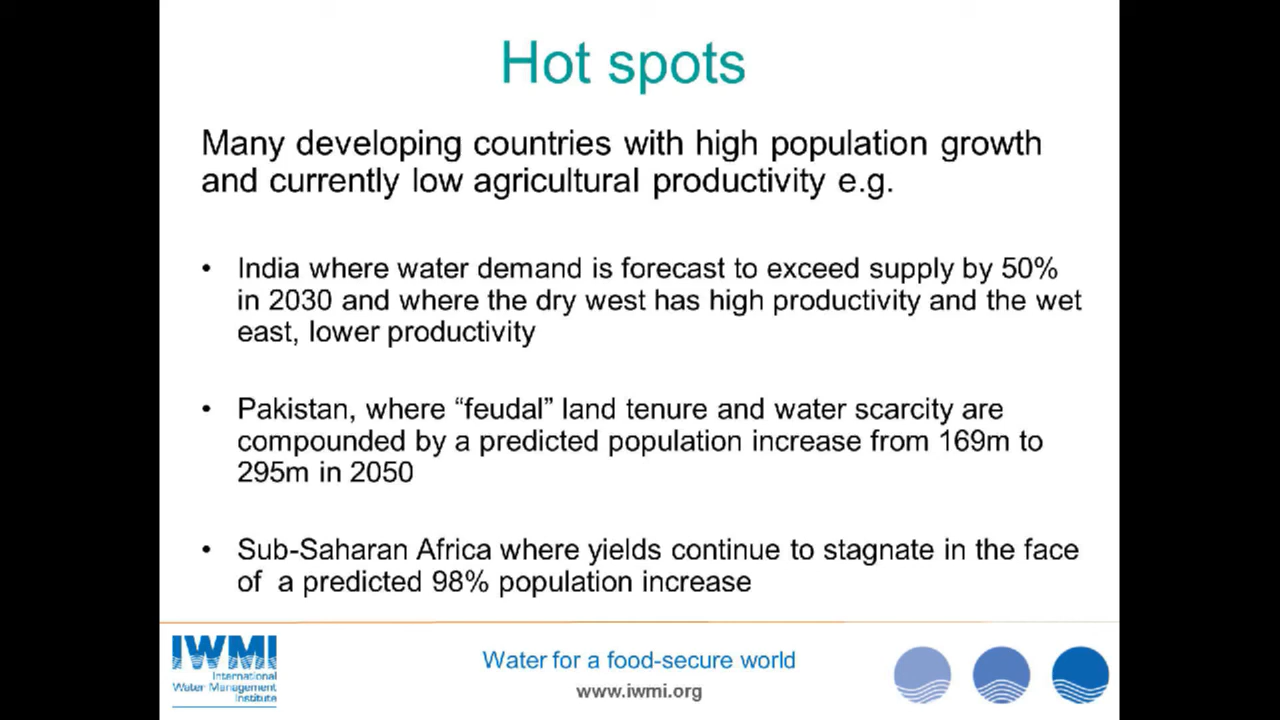 Hot spots
Many developing countries with high population growth
and currently low agricultural productivity e.g.
• India where water demand is forecast to exceed supply by 50%
in 2030 and where the dry west has high productivity and the wet
east, lower productivity
• Pakistan, where “feudal” land tenure and water scarcity are
compounded by a predicted population increase from 169m to
295m in 2050
• Sub-Saharan Africa where yields continue to stagnate in the face
of a predicted 98% population increase
IWMI
International
Water Management
Institute
Water for a food-secure world
www.iwmi.org